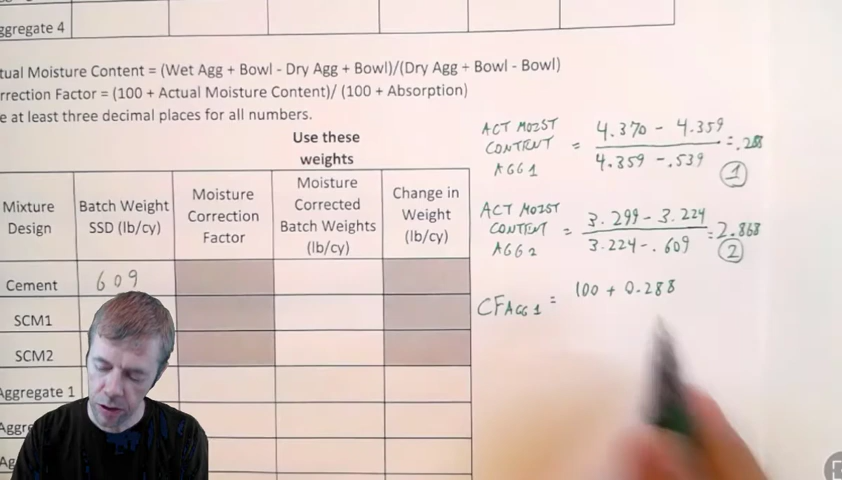 ggregate 4
tual Moisture Content = (Wet Agg + Bowl - Dry Agg + Bowl)/(Dry Agg + Bowl - Bowl)
rrection Factor = (100 + Actual Moisture Content)/ (100 + Absorption)
e at least three decimal places for all numbers.
Use these
weights
Mixture
Design
Batch Weight
SSD (lb/cy)
Moisture
Correction
Factor
Moisture
Corrected
Batch Weights
(lb/cy)
Change in
Weight
(lb/cy)
Cement 609
SCM1
SCM2
Aggregate 1
Aggr
Ag
ACT MOIST
CONTENT
AGG 1
=
4.370 - 4.359
4.359 - .539
= .288
1
ACT MOIST
CONTENT
AGG 2
=
3.299 - 3.224
3.224 - .609
= 2.868
2
CF AGG 1 =
100 + 0.288